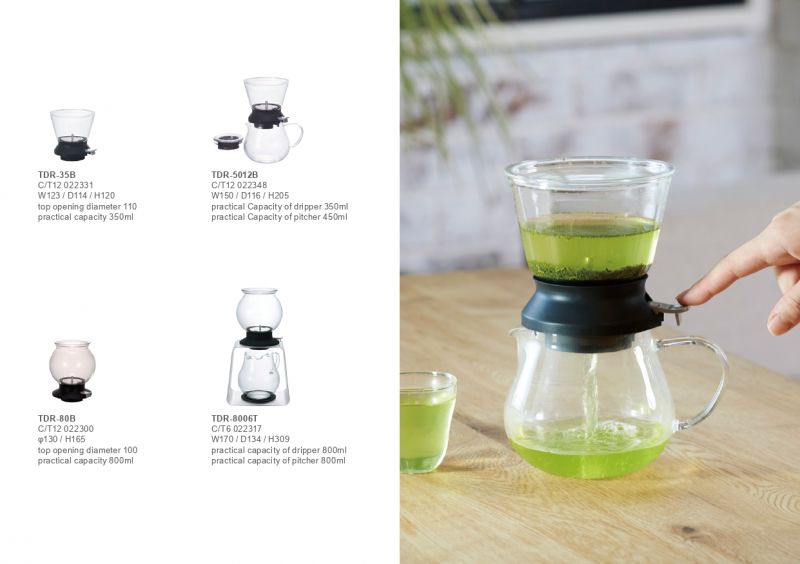 TDR-35B
C/T12 022331
W123 / D114 / H120
top opening diameter 110
practical capacity 350ml
TDR-5012B
C/T12 022348
W150 / D116 / H205
practical Capacity of dripper 350ml
practical Capacity of pitcher 450ml
TDR-80B
C/T12 022300
φ130 / H165
top opening diameter 100
practical capacity 800ml
TDR-8006T
C/T6 022317
W170 / D134 / H309
practical capacity of dripper 800ml
practical capacity of pitcher 800ml